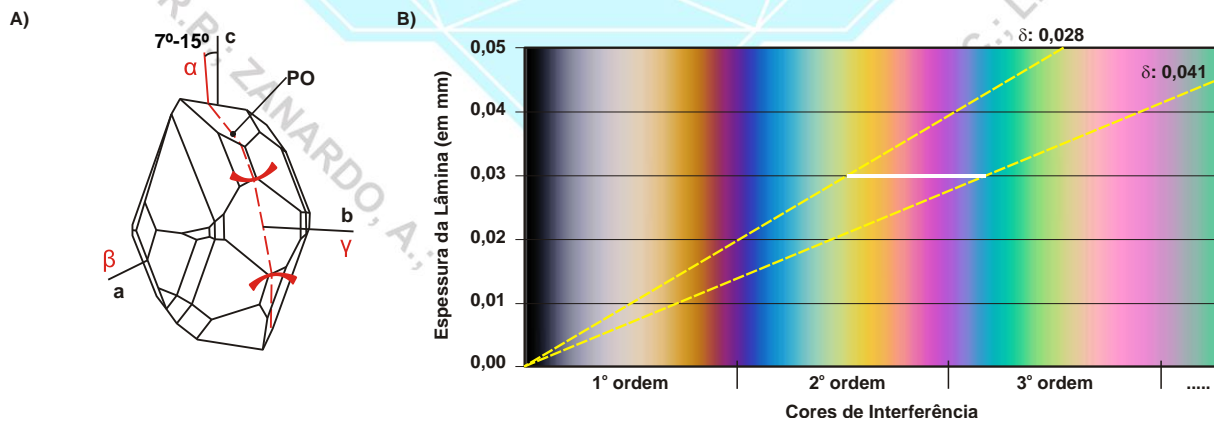 A)
7º-15º c
α
PO
b
γ
β
a
R.B.; ZANARDO, A.;
B)
Espessura da Lâmina (em mm)
0,05
0,04
0,03
0,02
0,01
0,00
δ: 0,028
δ: 0,041
1° ordem
2° ordem
3° ordem
.....
Cores de Interferência